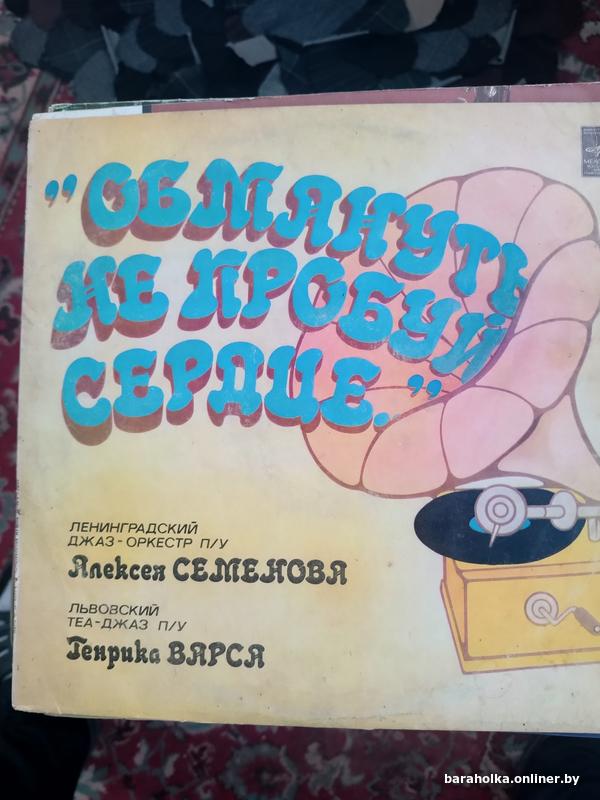 "ОБМАНУТЬ
НЕ ПРОБУЙ
СЕРДЦЕ."
ЛЕНИНГРАДСКИЙ
ДЖАЗ-ОРКЕСТР П/У
Алексея СЕМЕНОВА
ЛЬВОВСКИЙ
ТЕА-ДЖАЗ П/У
Генрика ВАРСА
baraholka.onliner.by